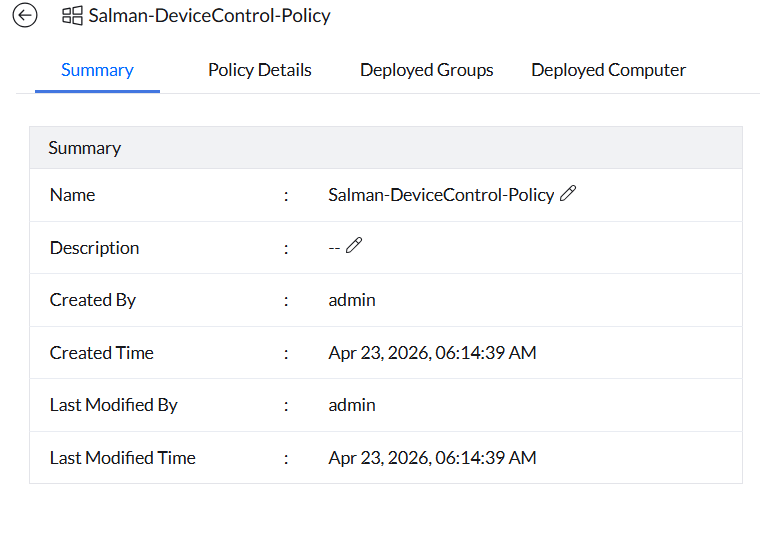 Salman-DeviceControl-Policy
Summary Policy Details Deployed Groups Deployed Computer
Summary
Name : Salman-DeviceControl-Policy
Description : --
Created By : admin
Created Time : Apr 23, 2026, 06:14:39 AM
Last Modified By : admin
Last Modified Time : Apr 23, 2026, 06:14:39 AM